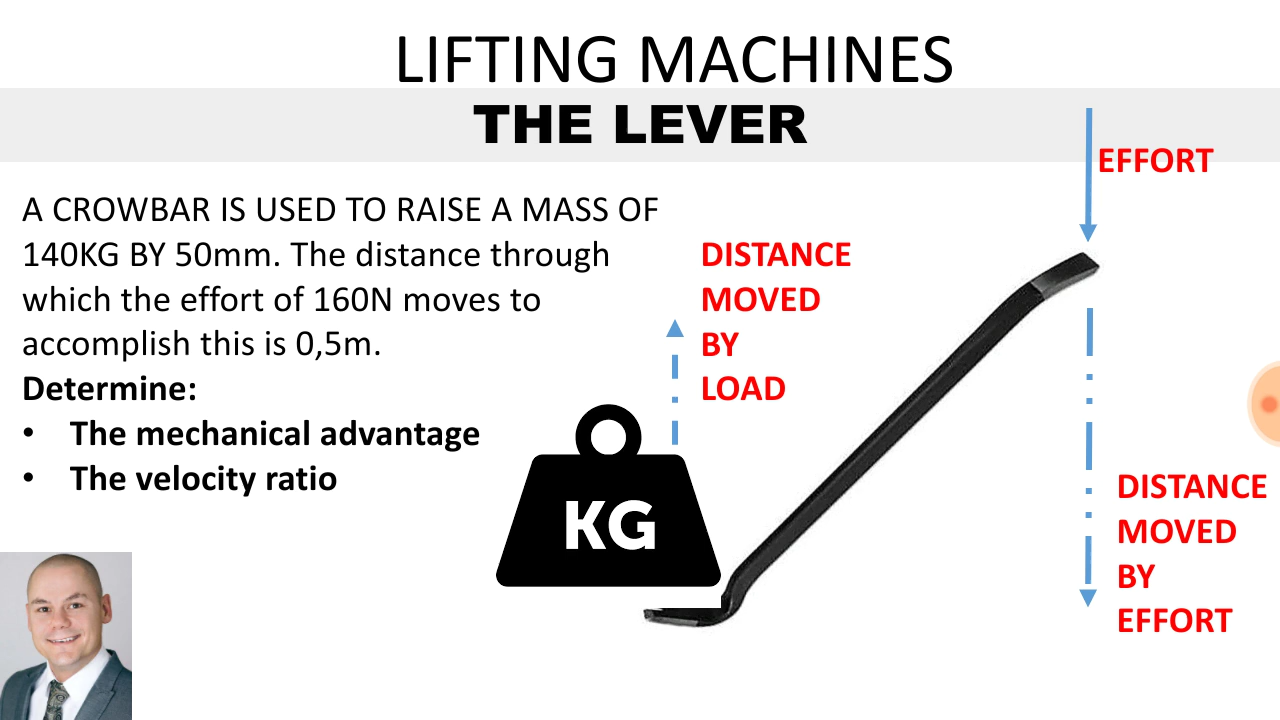 LIFTING MACHINES
THE LEVER
EFFORT
A CROWBAR IS USED TO RAISE A MASS OF
140KG BY 50mm. The distance through
which the effort of 160N moves to
accomplish this is 0,5m.
Determine:
• The mechanical advantage
• The velocity ratio
DISTANCE
MOVED
BY
LOAD
KG
DISTANCE
MOVED
BY
EFFORT